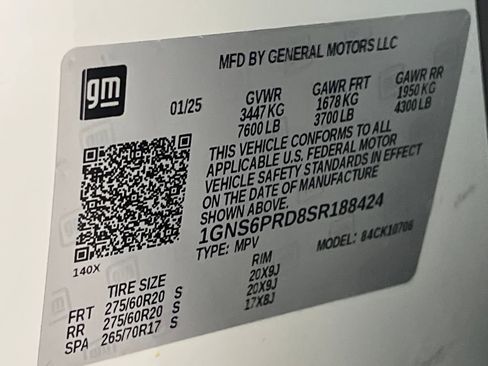 gm
MFD BY GENERAL MOTORS LLC
01/25 GVWR GAWR FRT GAWR RR
3447 KG 1678 KG 1950 KG
7600 LB 3700 LB 4300 LB
THIS VEHICLE CONFORMS TO ALL
APPLICABLE U.S. FEDERAL MOTOR
VEHICLE SAFETY STANDARDS IN EFFECT
ON THE DATE OF MANUFACTURE
SHOWN ABOVE.
1GNS6PRD8SR188424
TYPE: MPV MODEL: 84CK10706
140X
TIRE SIZE RIM
FRT 275/60R20 S 20X9J
RR 275/60R20 S 20X9J
SPA 265/70R17 S 17X8J